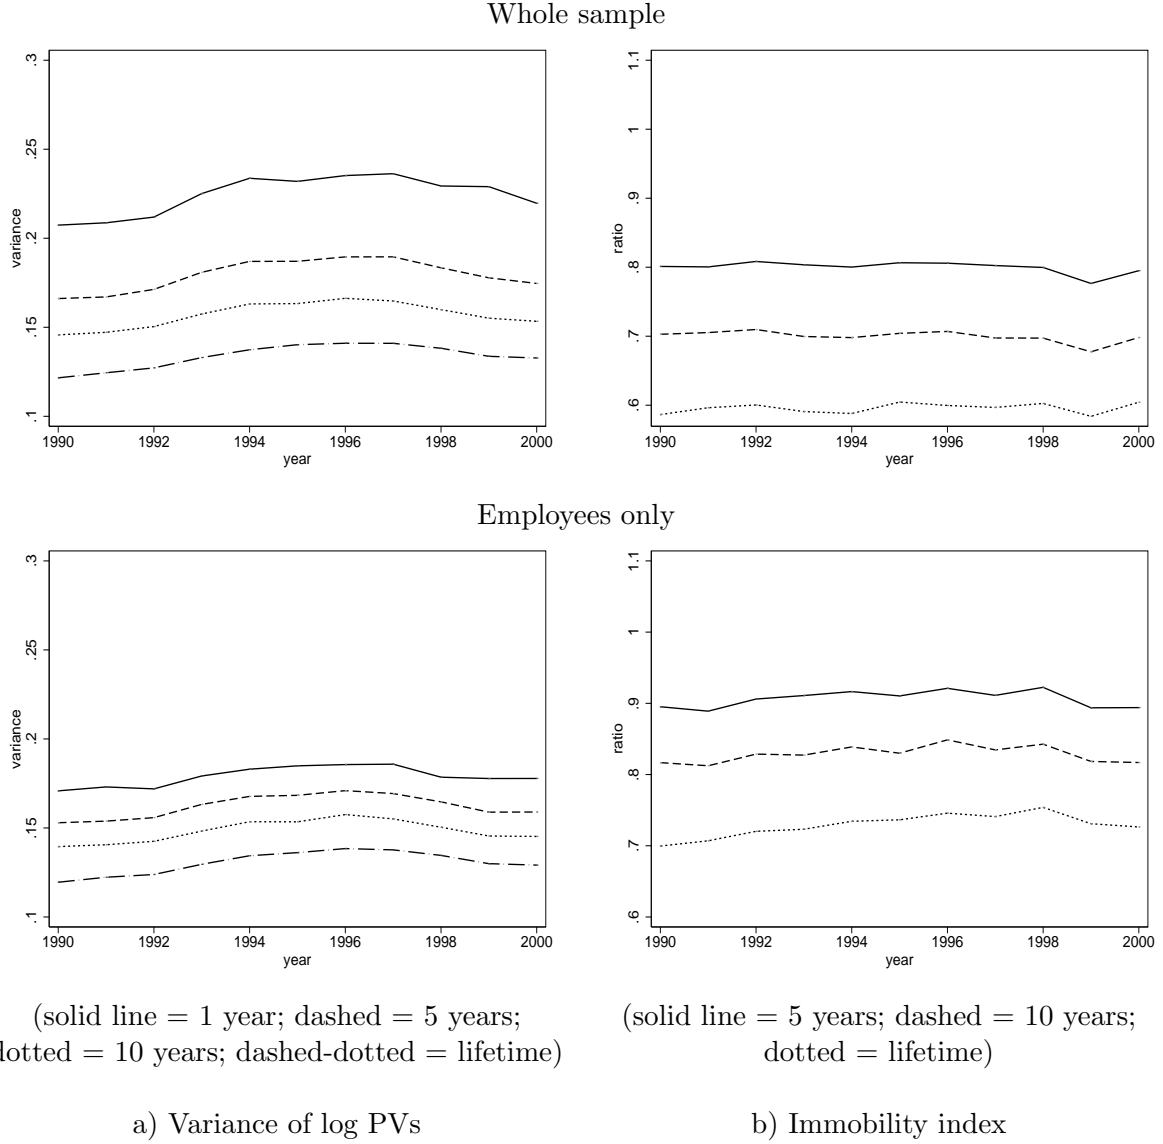 Whole sample
variance
.1 .15 .2 .25 .3
1990 1992 1994 1996 1998 2000
year
ratio
.6 .7 .8 .9 1 1.1
1990 1992 1994 1996 1998 2000
year
Employees only
variance
.1 .15 .2 .25 .3
1990 1992 1994 1996 1998 2000
year
ratio
.6 .7 .8 .9 1 1.1
1990 1992 1994 1996 1998 2000
year
(solid line = 1 year; dashed = 5 years;
dotted = 10 years; dashed-dotted = lifetime)
(solid line = 5 years; dashed = 10 years;
dotted = lifetime)
a) Variance of log PVs
b) Immobility index